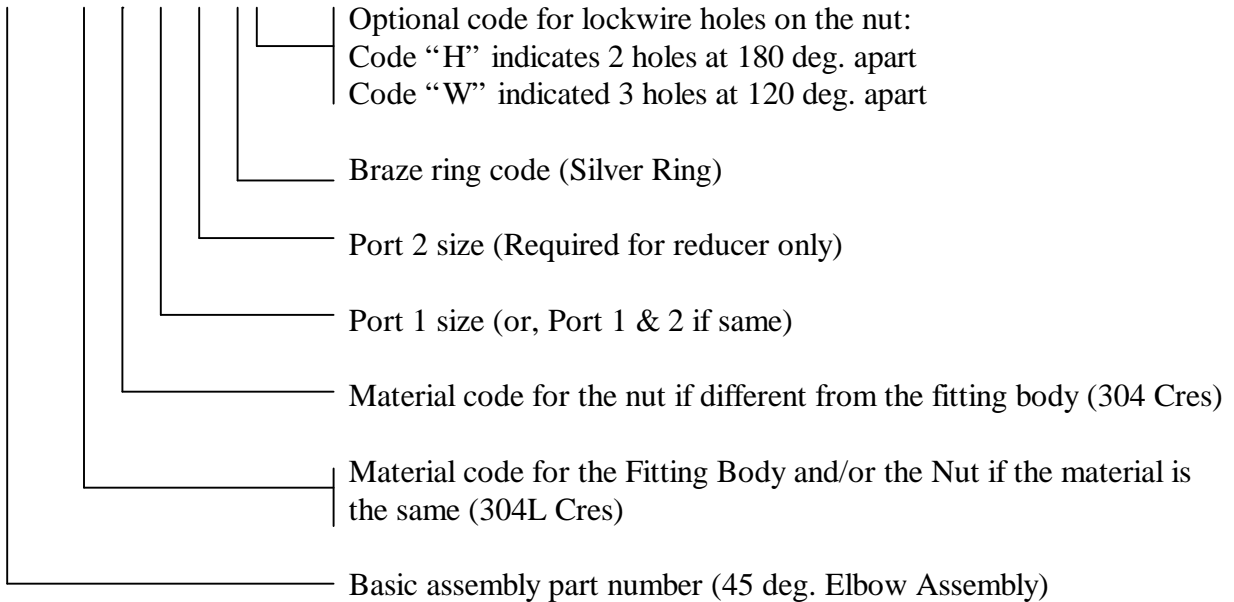 Optional code for lockwire holes on the nut:
Code “H” indicates 2 holes at 180 deg. apart
Code “W” indicated 3 holes at 120 deg. apart
Braze ring code (Silver Ring)
Port 2 size (Required for reducer only)
Port 1 size (or, Port 1 & 2 if same)
Material code for the nut if different from the fitting body (304 Cres)
Material code for the Fitting Body and/or the Nut if the material is
the same (304L Cres)
Basic assembly part number (45 deg. Elbow Assembly)